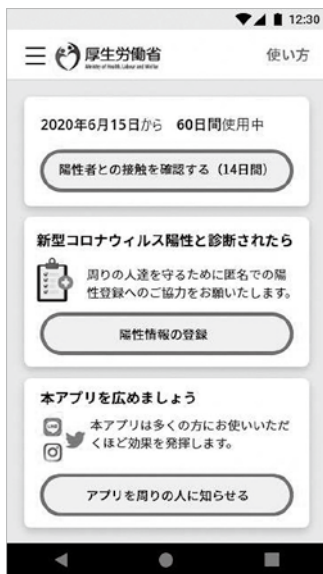 12:30
厚生労働省
Ministry of Health, Labour and Welfare
使い方
2020年6月15日から 60日間使用中
陽性者との接触を確認する（14日間）
新型コロナウィルス陽性と診断されたら
周りの人達を守るために匿名での陽
性登録へのご協力をお願いいたします。
陽性情報の登録
本アプリを広めましょう
LINE
本アプリは多くの方にお使いいただ
くほど効果を発揮します。
アプリを周りの人に知らせる